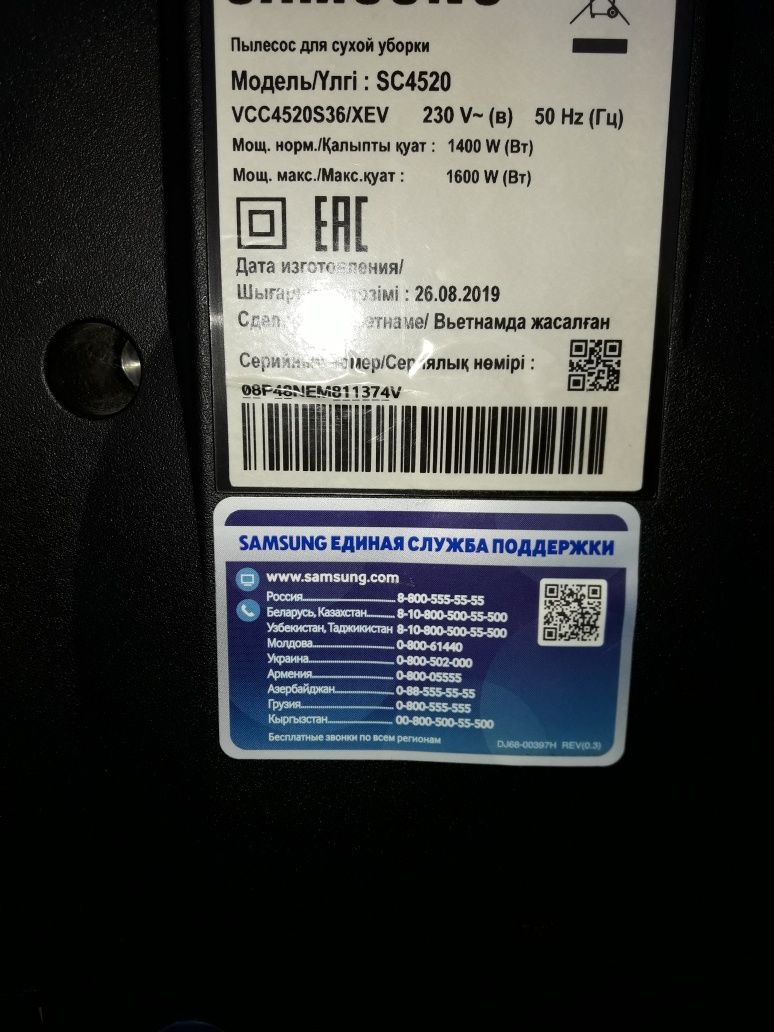 SAMSUNG
Пылесос для сухой уборки
Модель/Үлгі : SC4520
VCC4520S36/XEV 230 V~ (в) 50 Hz (Гц)
Мощ. норм./Қалыпты қуат : 1400 W (Вт)
Мощ. макс./Макс.қуат : 1600 W (Вт)
EAC
Дата изготовления/
: 26.08.2019
Вьетнамда жасалған
Серийный номер/Сериялық нөмірі :
08P48NEM811374V
SAMSUNG ЕДИНАЯ СЛУЖБА ПОДДЕРЖКИ
www.samsung.com
Россия 8-800-555-55-55
Беларусь, Казахстан 8-10-800-500-55-500
Узбекистан, Таджикистан 8-10-800-500-55-500
Молдова 0-800-61440
Украина 0-800-502-000
Армения 0-800-05555
Азербайджан 0-88-555-55-55
Грузия 0-800-555-555
Кыргызстан 00-800-500-55-500
Бесплатные звонки по всем регионам
DJ68-00397H REV(0.3)